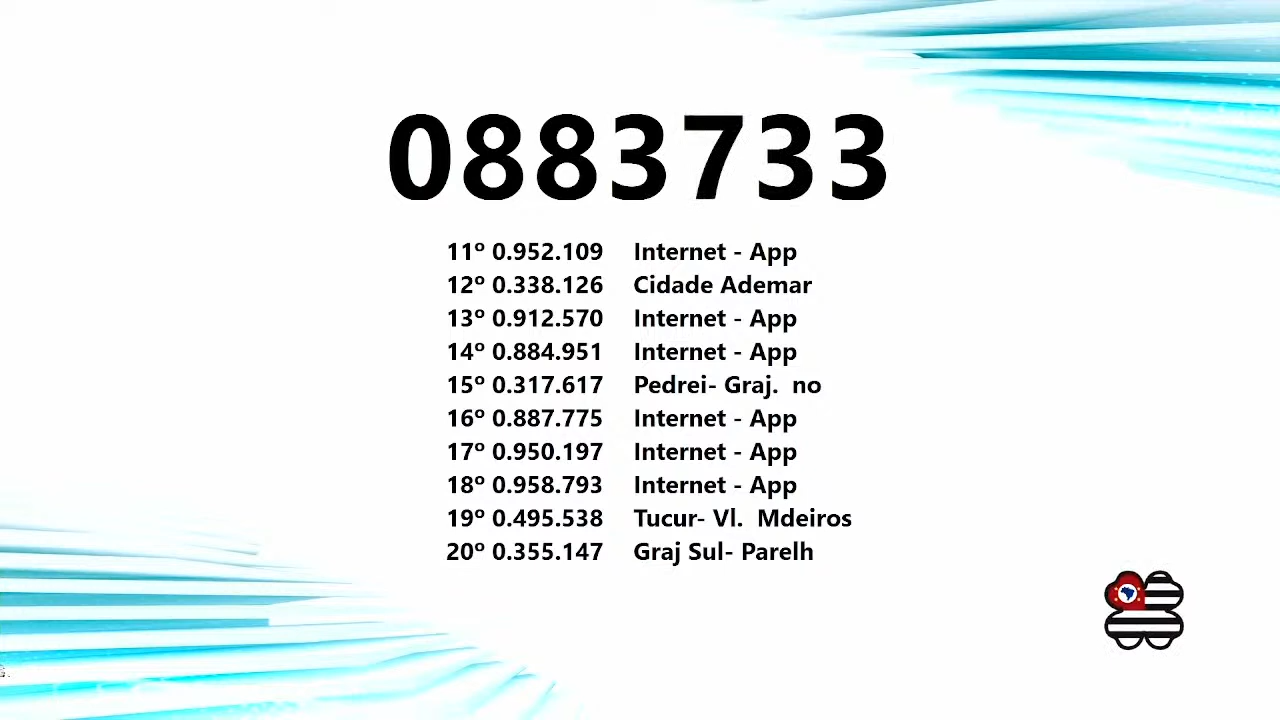 0883733
11º 0.952.109 Internet - App
12º 0.338.126 Cidade Ademar
13º 0.912.570 Internet - App
14º 0.884.951 Internet - App
15º 0.317.617 Pedrei- Graj. no
16º 0.887.775 Internet - App
17º 0.950.197 Internet - App
18º 0.958.793 Internet - App
19º 0.495.538 Tucur- Vl. Mdeiros
20º 0.355.147 Graj Sul- Parelh